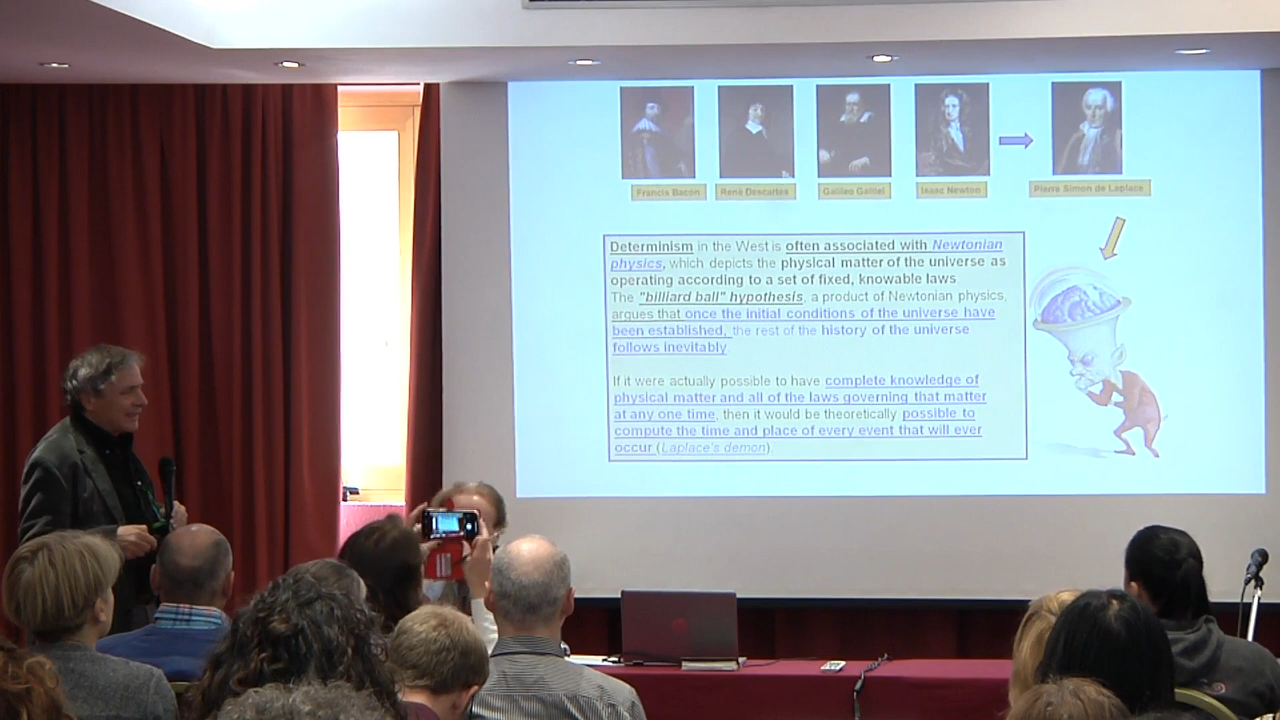 Francis Bacon
Renè Descartes
Galileo Galilei
Isaac Newton
Pierre Simon de Laplace
Determinism in the West is often associated with Newtonian
physics, which depicts the physical matter of the universe as
operating according to a set of fixed, knowable laws.
The "billiard ball" hypothesis, a product of Newtonian physics,
argues that once the initial conditions of the universe have
been established, the rest of the history of the universe
follows inevitably.
If it were actually possible to have complete knowledge of
physical matter and all of the laws governing that matter
at any one time, then it would be theoretically possible to
compute the time and place of every event that will ever
occur (Laplace's demon).